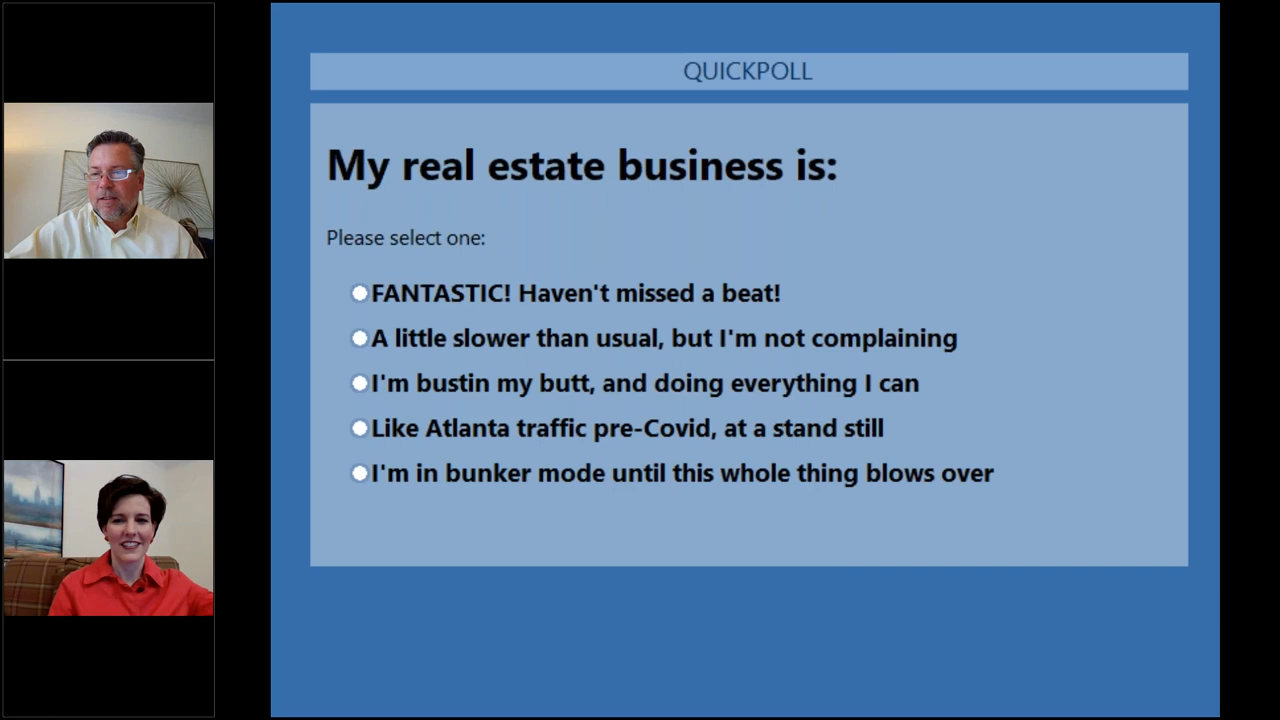 QUICKPOLL
My real estate business is:
Please select one:
FANTASTIC! Haven't missed a beat!
A little slower than usual, but I'm not complaining
I'm bustin my butt, and doing everything I can
Like Atlanta traffic pre-Covid, at a stand still
I'm in bunker mode until this whole thing blows over